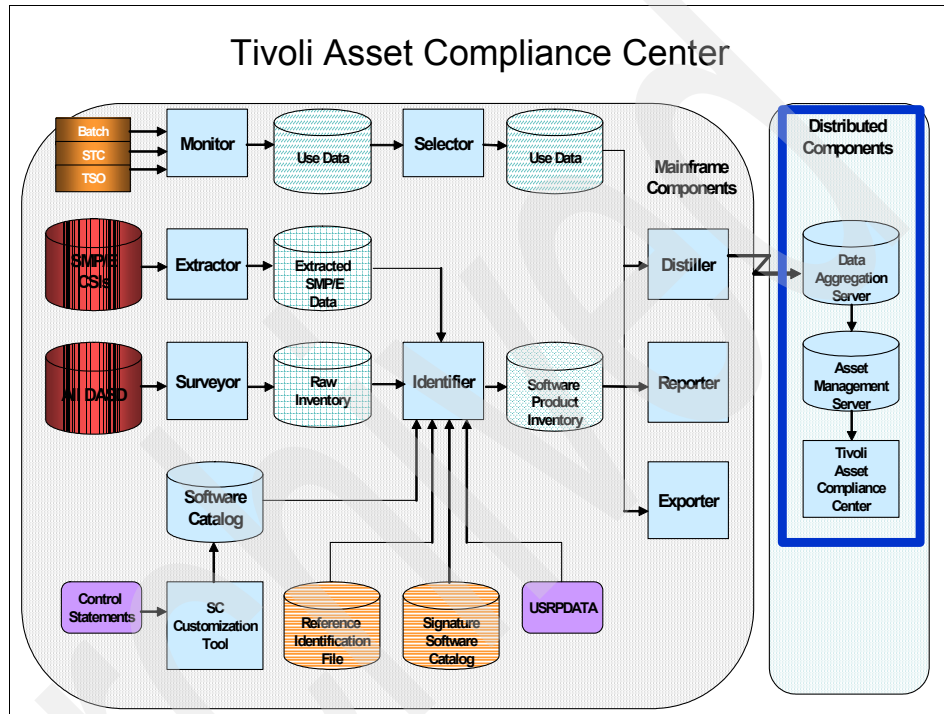 Tivoli Asset Compliance Center
Batch
STC
TSO
Monitor
Use Data
Selector
Use Data
Mainframe
Components
Distributed
Components
SMP/E
CSIs
Extractor
Extracted
SMP/E
Data
Distiller
Data
Aggregation
Server
All DASD
Surveyor
Raw
Inventory
Identifier
Software
Product
Inventory
Reporter
Asset
Management
Server
Software
Catalog
Exporter
Tivoli
Asset
Compliance
Center
Control
Statements
SC
Customization
Tool
Reference
Identification
File
Signature
Software
Catalog
USRPDATA